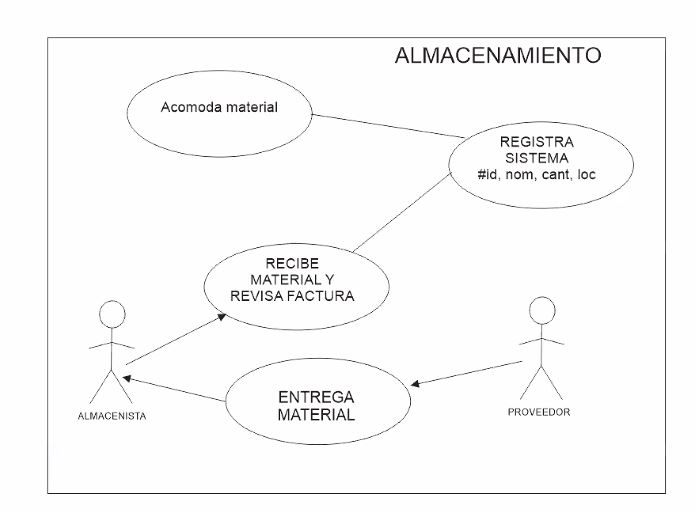 ALMACENAMIENTO
Acomoda material
REGISTRA
SISTEMA
#id, nom, cant, loc
RECIBE
MATERIAL Y
REVISA FACTURA
ENTREGA
MATERIAL
ALMACENISTA
PROVEEDOR